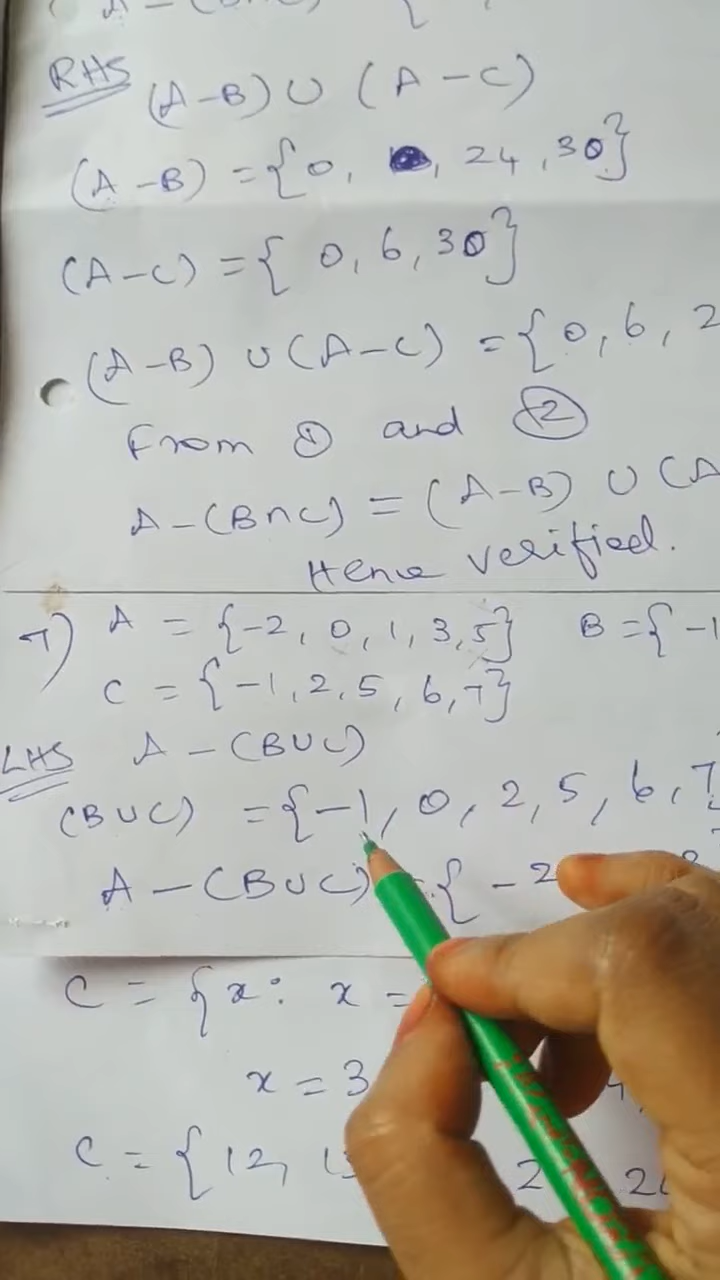 RHS (A-B)∪(A-C)
(A-B) = {0, , 24, 30}
(A-C) = {0, 6, 30}
(A-B) ∪ (A-C) = {0, 6, 2
From ① and ②
A-(B∩C) = (A-B) ∪ (A
Hence verified.
7) A = {-2, 0, 1, 3, 5} B = {-1
C = {-1, 2, 5, 6, 7}
LHS A - (B∪C)
(B∪C) = {-1, 0, 2, 5, 6, 7
A - (B∪C) = { -2
C = {x: x =
x = 3
C = {12,